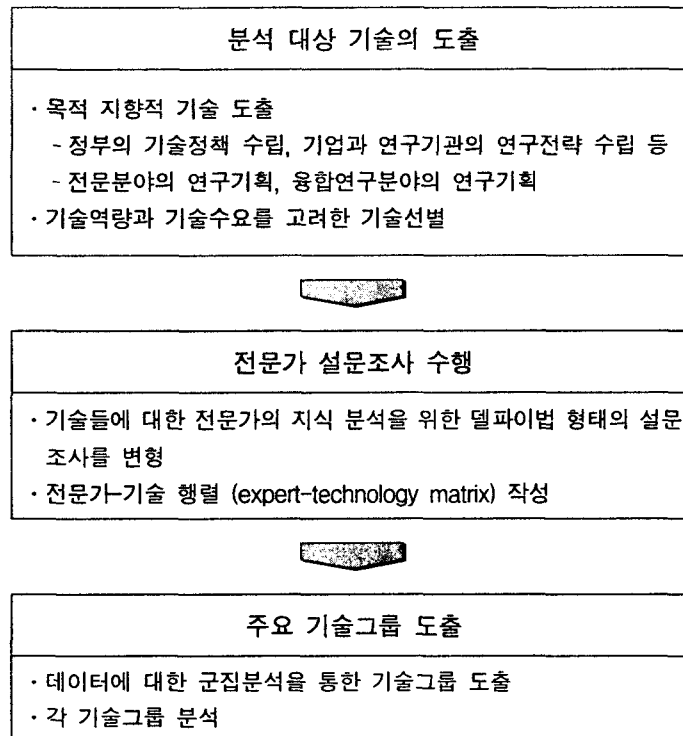 분석 대상 기술의 도출
· 목적 지향적 기술 도출
- 정부의 기술정책 수립, 기업과 연구기관의 연구전략 수립 등
- 전문분야의 연구기획, 융합연구분야의 연구기획
· 기술역량과 기술수요를 고려한 기술선별
전문가 설문조사 수행
· 기술들에 대한 전문가의 지식 분석을 위한 델파이법 형태의 설문
조사를 변형
· 전문가-기술 행렬 (expert-technology matrix) 작성
주요 기술그룹 도출
· 데이터에 대한 군집분석을 통한 기술그룹 도출
· 각 기술그룹 분석